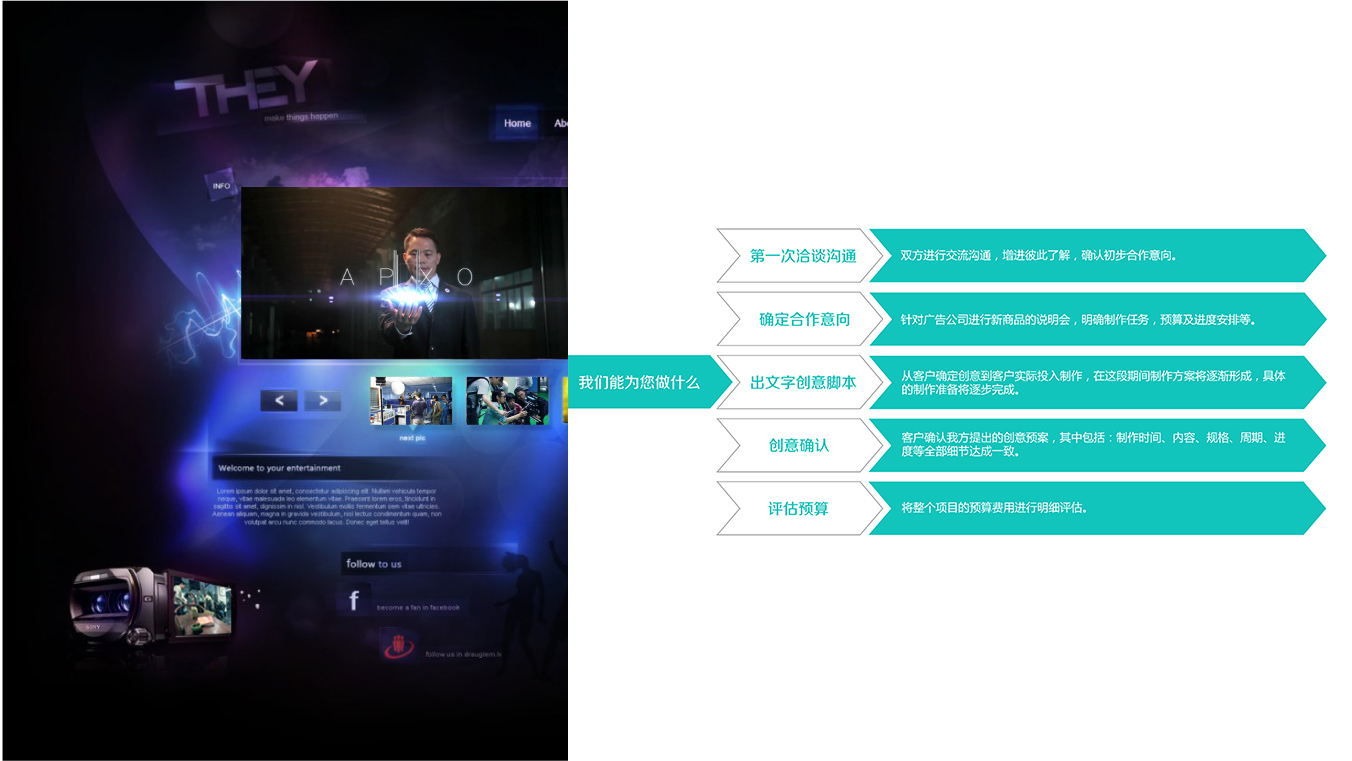 THEY
make things happen
Home
Abo
INFO
APIXO
<
>
next pic
Welcome to your entertainment
Lorem ipsum dolor sit amet, consectetur adipiscing elit. Nullam vehicula tempor
neque, vitae malesuada leo elementum vitae. Praesent lorem eros, tincidunt in
sagittis sit amet, dignissim in nisl. Vestibulum mollis fermentum sem vitae ultricies.
Aenean aliquam, magna in gravida vestibulum, nisi lectus condimentum quam, non
volutpat arcu nunc commodo lacus. Donec eget tellus velit!
follow to us
f
become a fan in facebook
follow us in draugiem.lv
SONY
我们能为您做什么
第一次洽谈沟通
双方进行交流沟通，增进彼此了解，确认初步合作意向。
确定合作意向
针对广告公司进行新商品的说明会，明确制作任务，预算及进度安排等。
出文字创意脚本
从客户确定创意到客户实际投入制作，在这段期间制作方案将逐渐形成，具体
的制作准备将逐步完成。
创意确认
客户确认我方提出的创意预案，其中包括：制作时间、内容、规格、周期、进
度等全部细节达成一致。
评估预算
将整个项目的预算费用进行明细评估。